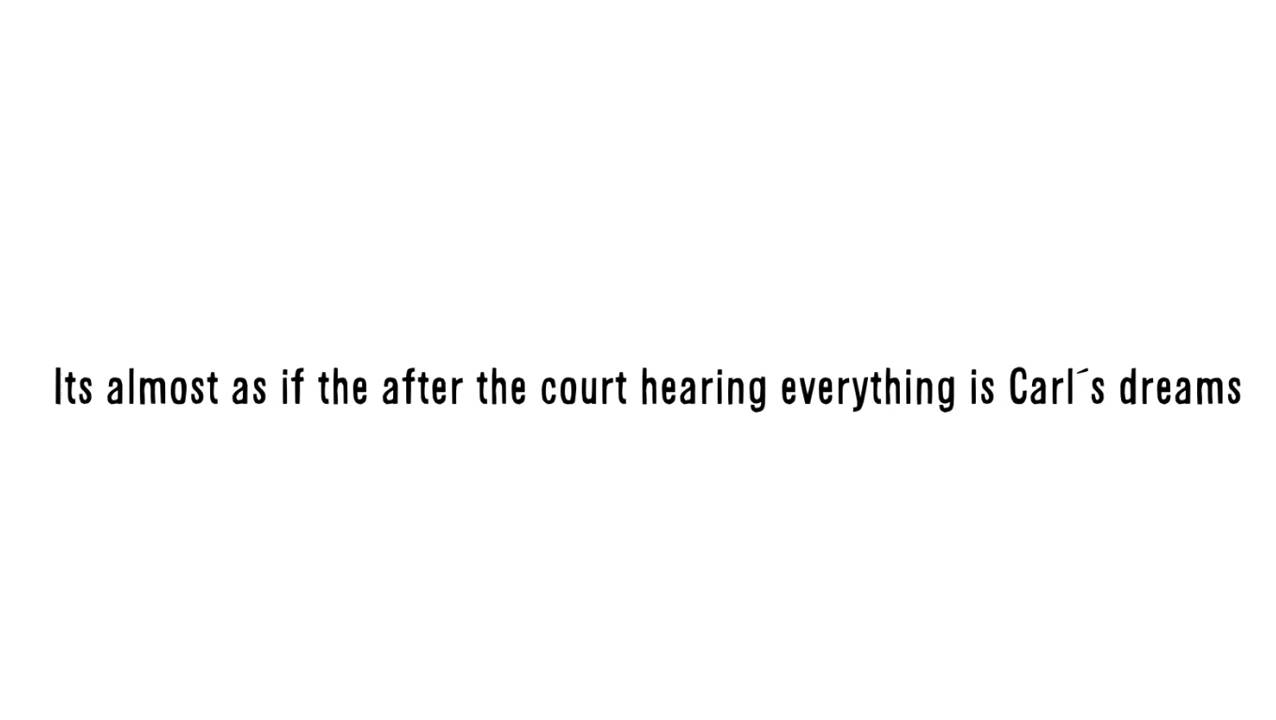 Its almost as if the after the court hearing everything is Carl´s dreams